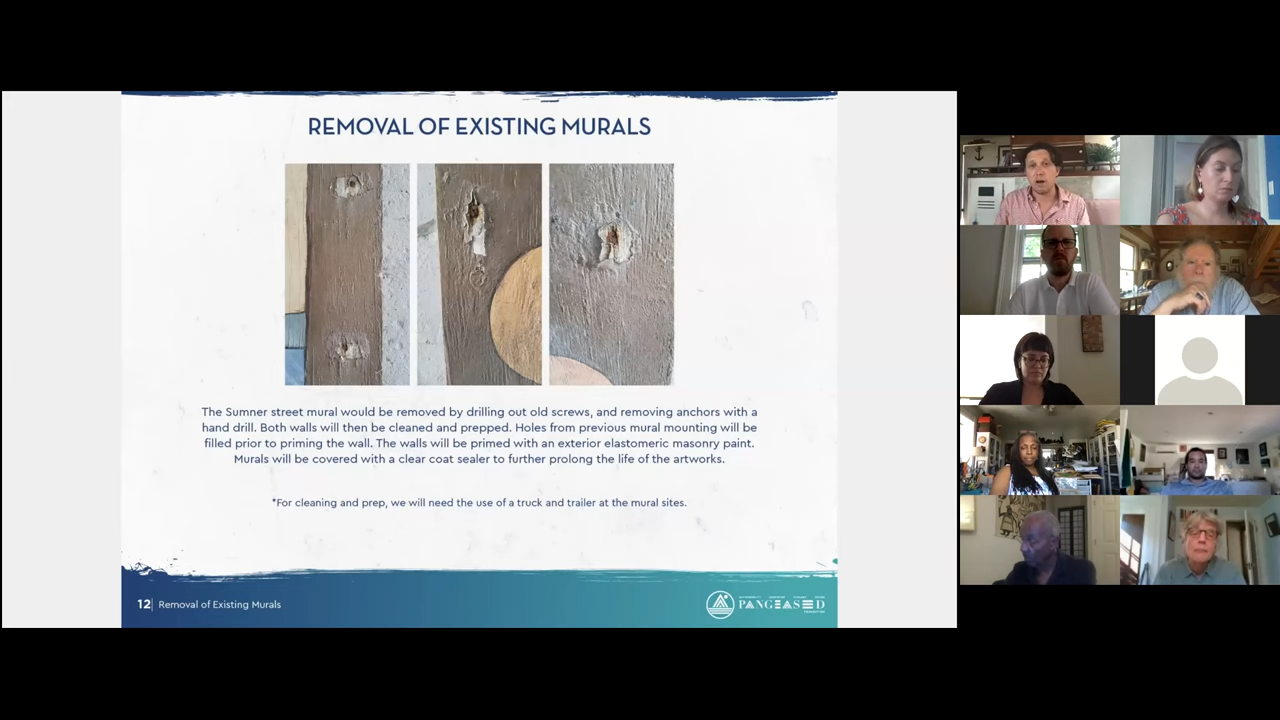 REMOVAL OF EXISTING MURALS
The Sumner street mural would be removed by drilling out old screws, and removing anchors with a
hand drill. Both walls will then be cleaned and prepped. Holes from previous mural mounting will be
filled prior to priming the wall. The walls will be primed with an exterior elastomeric masonry paint.
Murals will be covered with a clear coat sealer to further prolong the life of the artworks.
*For cleaning and prep, we will need the use of a truck and trailer at the mural sites.
12| Removal of Existing Murals
PANGEASEED